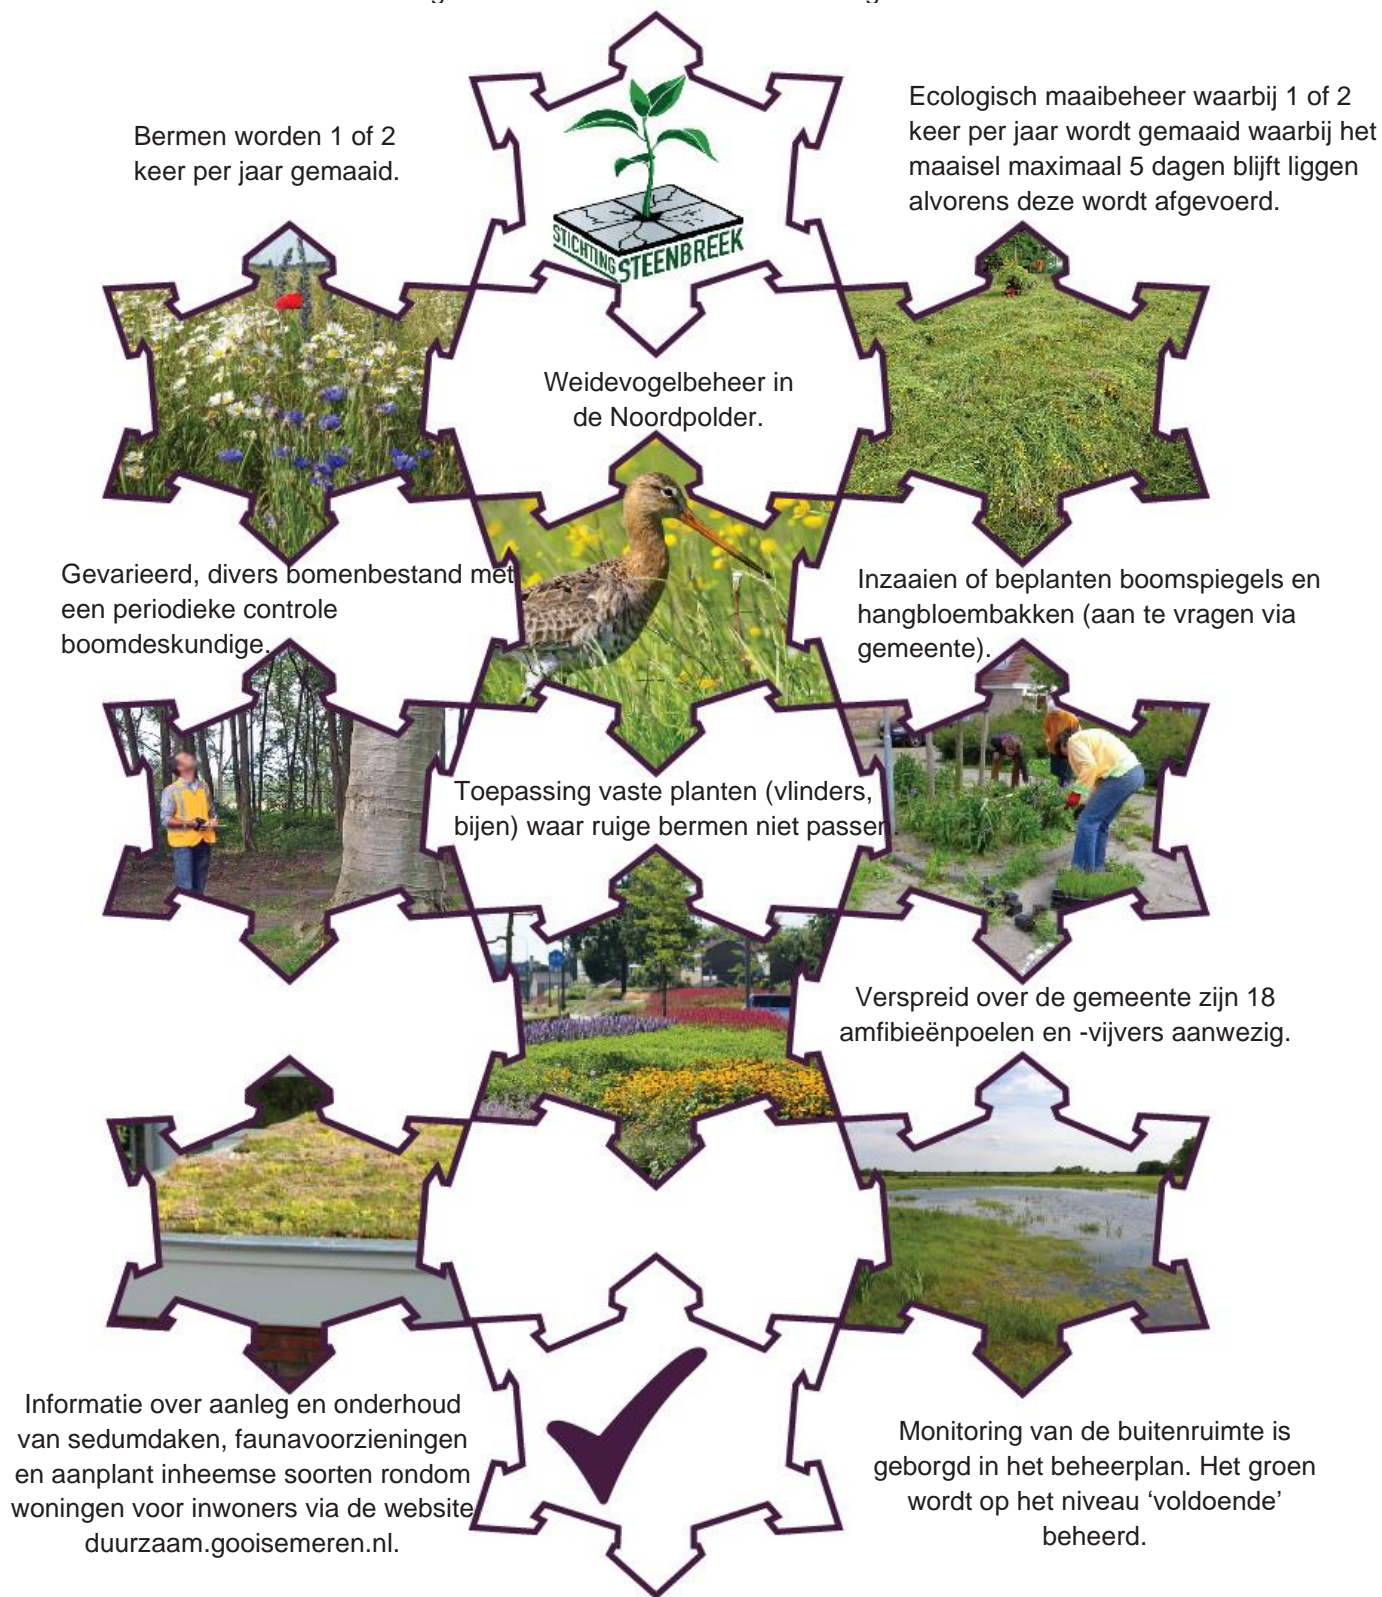 Bermen worden 1 of 2
keer per jaar gemaaid.
STICHTING
STEENBREEK
Ecologisch maaibeheer waarbij 1 of 2
keer per jaar wordt gemaaid waarbij het
maaisel maximaal 5 dagen blijft liggen
alvorens deze wordt afgevoerd.
Weidevogelbeheer in
de Noordpolder.
Gevarieerd, divers bomenbestand met
een periodieke controle
boomdeskundige.
Inzaaien of beplanten boomspiegels en
hangbloembakken (aan te vragen via
gemeente).
Toepassing vaste planten (vlinders,
bijen) waar ruige bermen niet passen.
Verspreid over de gemeente zijn 18
amfibieënpoelen en -vijvers aanwezig.
Informatie over aanleg en onderhoud
van sedumdaken, faunavoorzieningen
en aanplant inheemse soorten rondom
woningen voor inwoners via de website
duurzaam.gooisemeren.nl.
Monitoring van de buitenruimte is
geborgd in het beheerplan. Het groen
wordt op het niveau ‘voldoende’
beheerd.